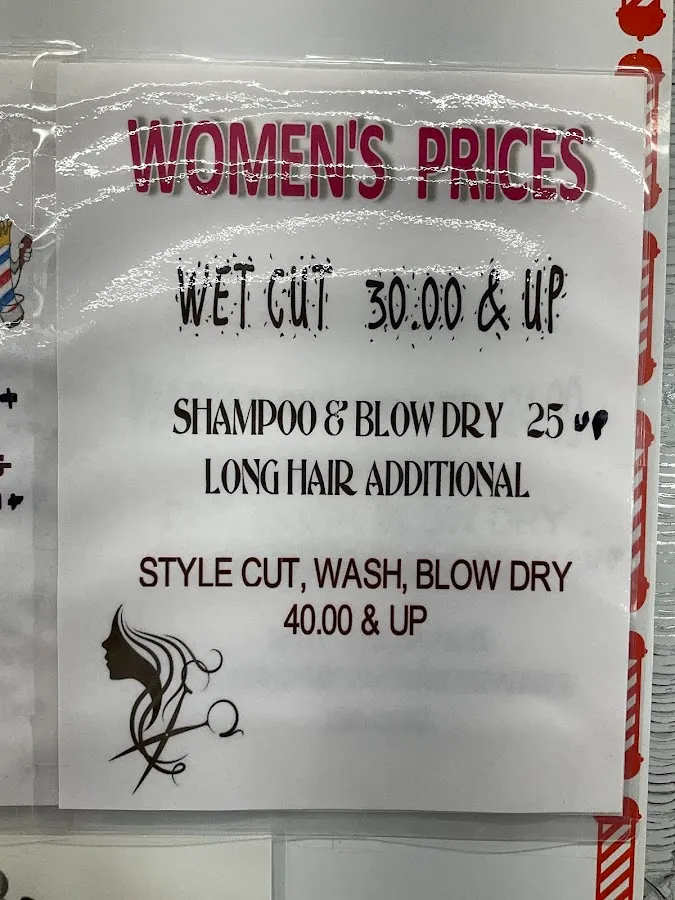 WOMEN'S PRICES
WET CUT 30.00 & UP
SHAMPOO & BLOW DRY 25 UP
LONG HAIR ADDITIONAL
STYLE CUT, WASH, BLOW DRY
40.00 & UP